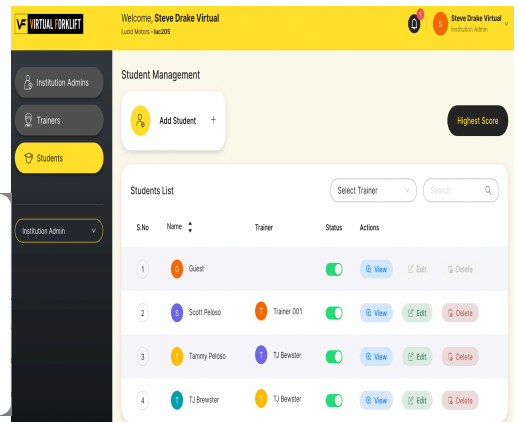 VF VIRTUAL FORKLIFT
Welcome, Steve Drake Virtual
Lucid Motors - luc205
S
Steve Drake Virtual
Institution Admin
Institution Admins
Trainers
Students
Institution Admin
Student Management
Add Student +
Highest Score
Students List
Select Trainer
Search
S.No Name Trainer Status Actions
1 G Guest View Edit Delete
2 S Scott Peloso T Trainer 001 View Edit Delete
3 T Tammy Peloso T TJ Bewster View Edit Delete
4 T TJ Brewster T TJ Bewster View Edit Delete